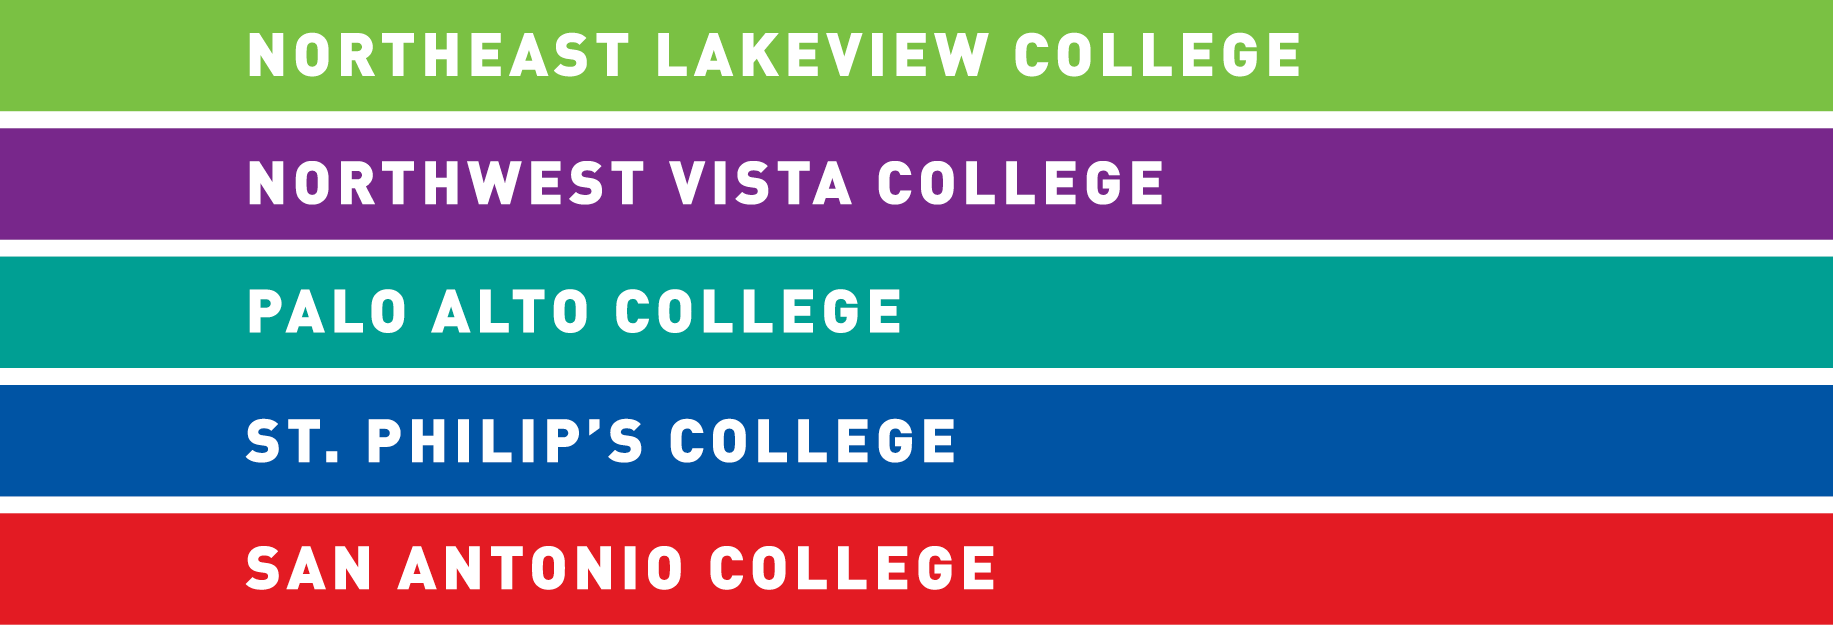 NORTHEAST LAKEVIEW COLLEGE
NORTHWEST VISTA COLLEGE
PALO ALTO COLLEGE
ST. PHILIP’S COLLEGE
SAN ANTONIO COLLEGE